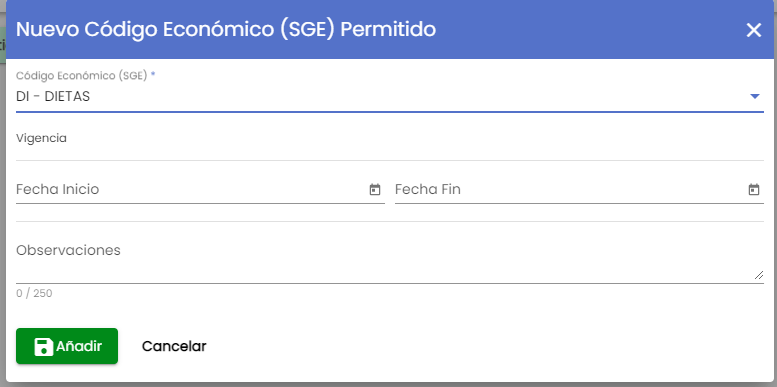 Nuevo Código Económico (SGE) Permitido
Código Económico (SGE) *
DI - DIETAS
Vigencia
Fecha Inicio Fecha Fin
Observaciones
0 / 250
Añadir Cancelar